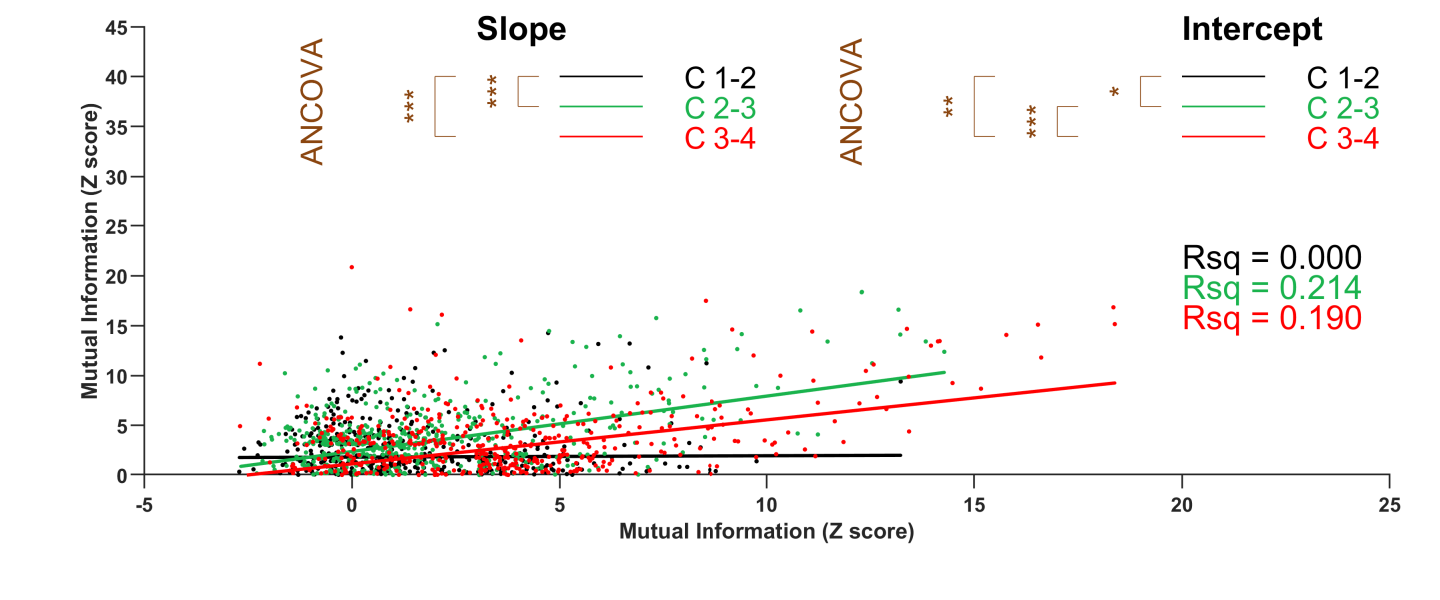 Slope
Intercept
ANCOVA
***
***
C 1-2
C 2-3
C 3-4
ANCOVA
**
***
*
C 1-2
C 2-3
C 3-4
Rsq = 0.000
Rsq = 0.214
Rsq = 0.190
Mutual Information (Z score)
45
40
35
30
25
20
15
10
5
0
-5
0
5
10
15
20
25
Mutual Information (Z score)